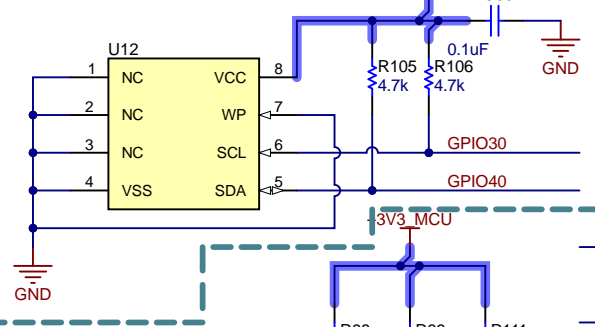 U12
1 NC VCC 8
2 NC WP 7
3 NC SCL 6
4 VSS SDA 5
R105
4.7k
R106
4.7k
0.1uF
GND
GPIO30
GPIO40
GND
+3V3_MCU